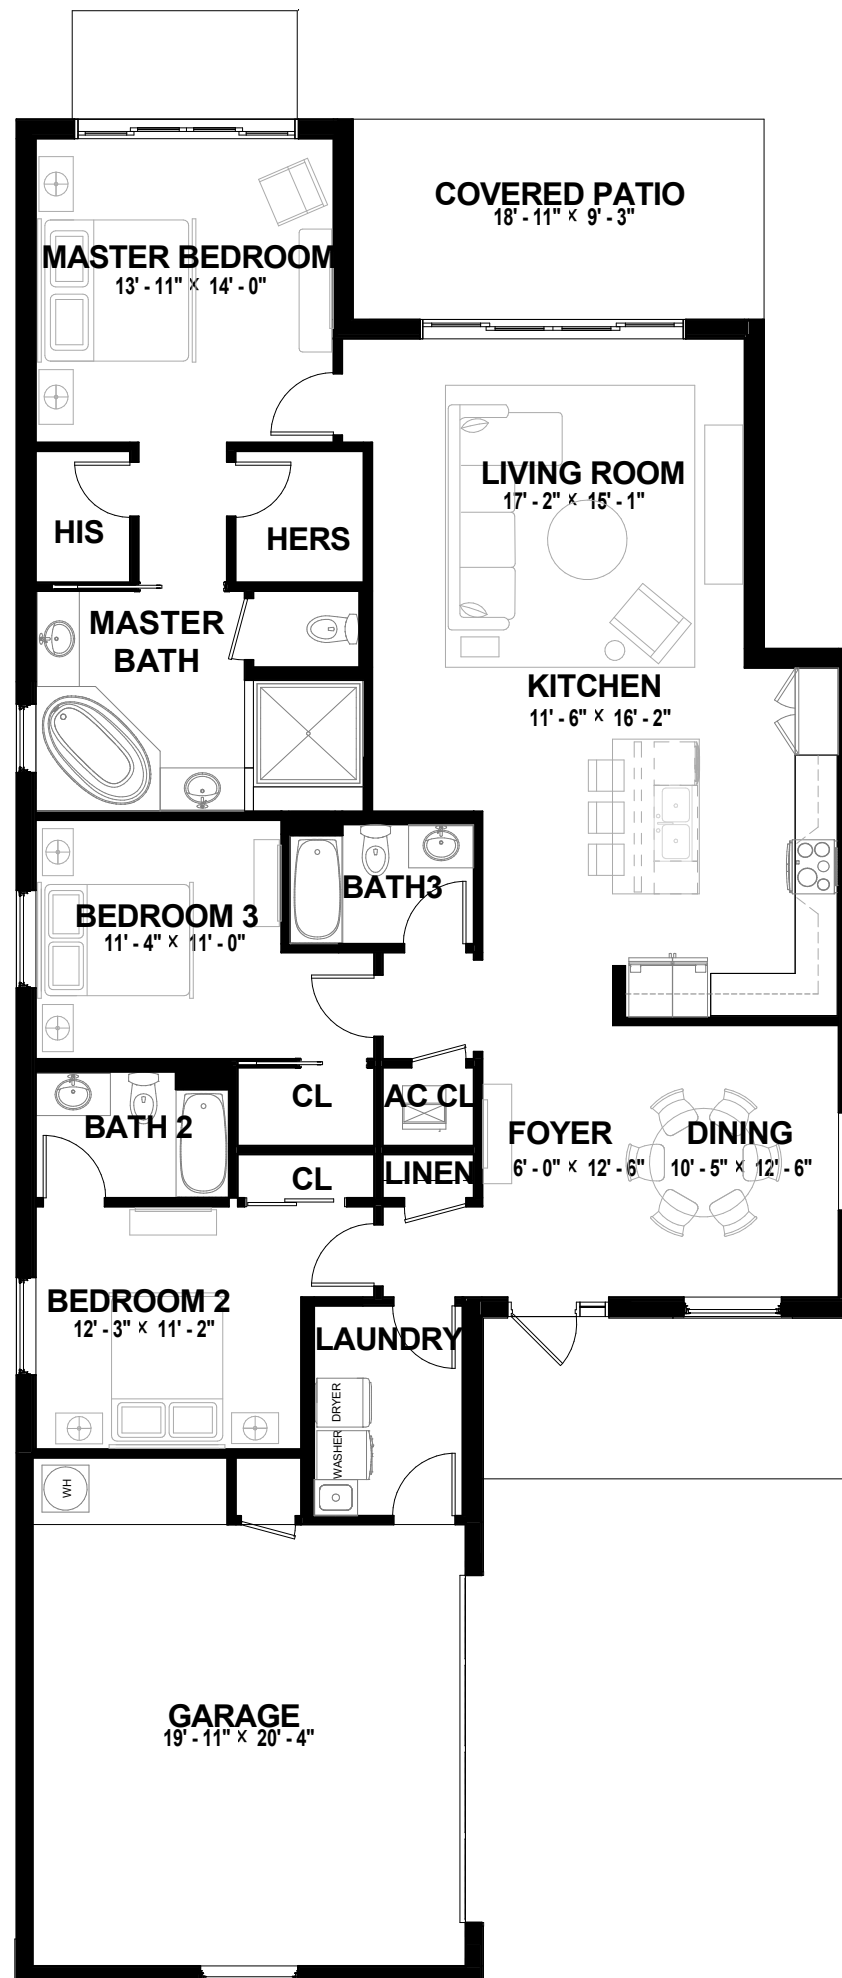 COVERED PATIO
18' - 11" × 9' - 3"
MASTER BEDROOM
13' - 11" × 14' - 0"
LIVING ROOM
17' - 2" × 15' - 1"
HIS
HERS
MASTER
BATH
KITCHEN
11' - 6" × 16' - 2"
BATH3
BEDROOM 3
11' - 4" × 11' - 0"
CL
AC CL
BATH 2
FOYER
6' - 0" × 12' - 6"
DINING
10' - 5" × 12' - 6"
CL
LINEN
BEDROOM 2
12' - 3" × 11' - 2"
LAUNDRY
DRYER
WASHER
WH
GARAGE
19' - 11" × 20' - 4"